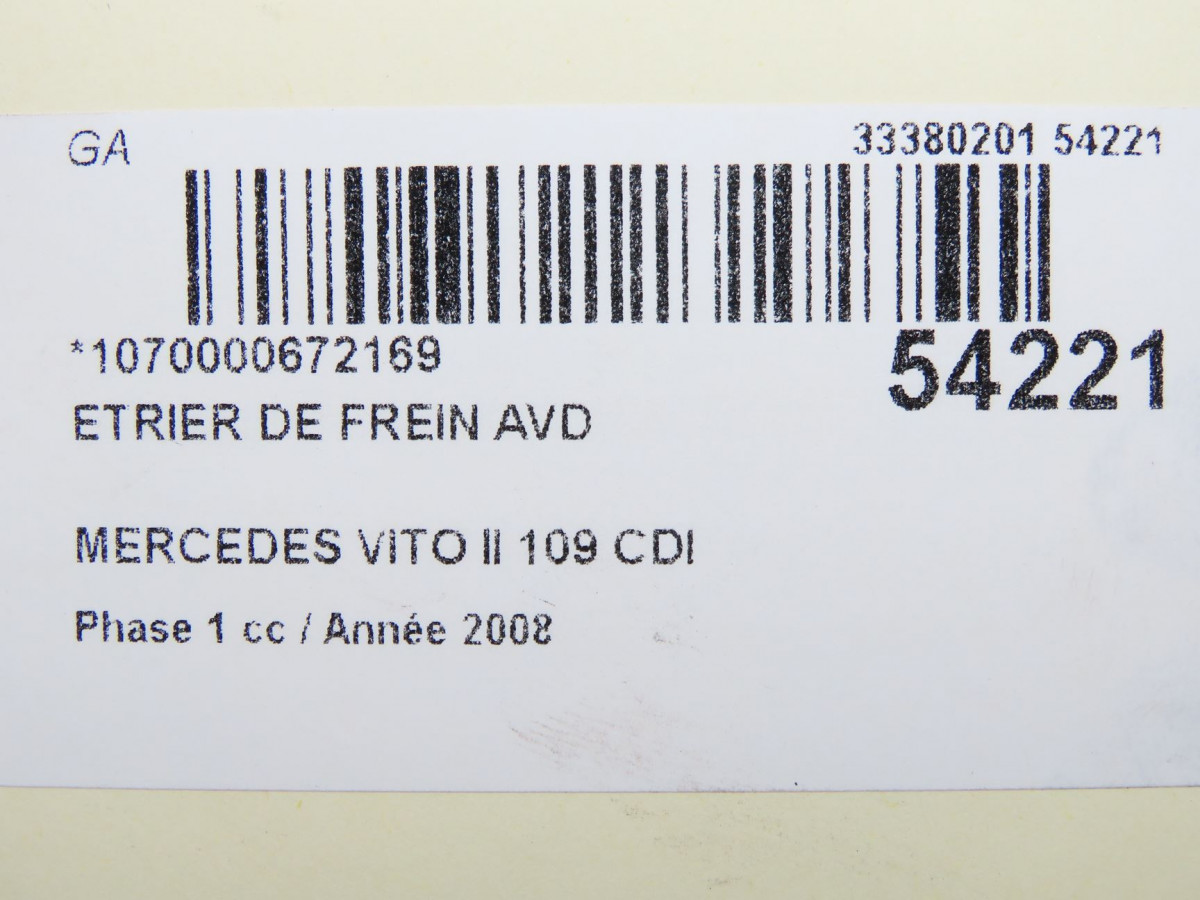 GA
33380201 54221
*1070000672169
54221
ETRIER DE FREIN AVD
MERCEDES VITO II 109 CDI
Phase 1 cc / Année 2008